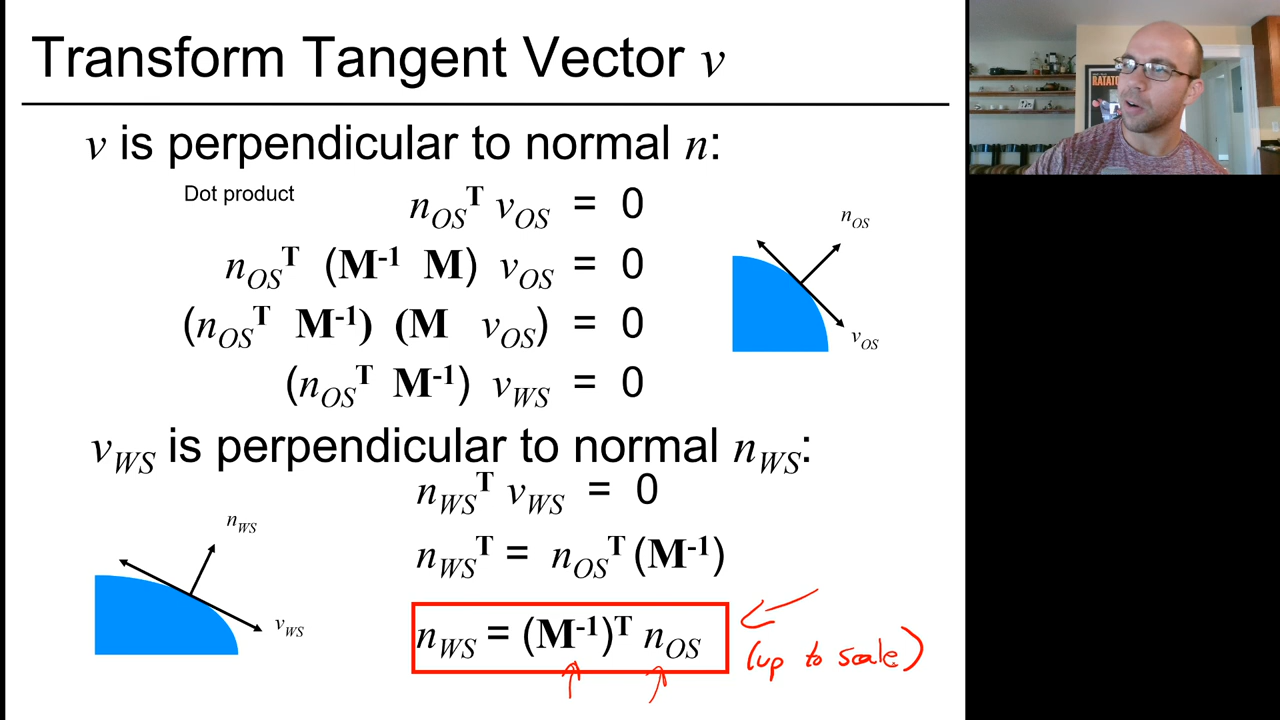 Transform Tangent Vector v
v is perpendicular to normal n:
Dot product
n_OS^T v_OS = 0
n_OS^T (M^-1 M) v_OS = 0
(n_OS^T M^-1) (M v_OS) = 0
(n_OS^T M^-1) v_WS = 0
n_OS
v_OS
v_WS is perpendicular to normal n_WS:
n_WS^T v_WS = 0
n_WS^T = n_OS^T (M^-1)
n_WS = (M^-1)^T n_OS
(up to scale)
n_WS
v_WS
RATATO